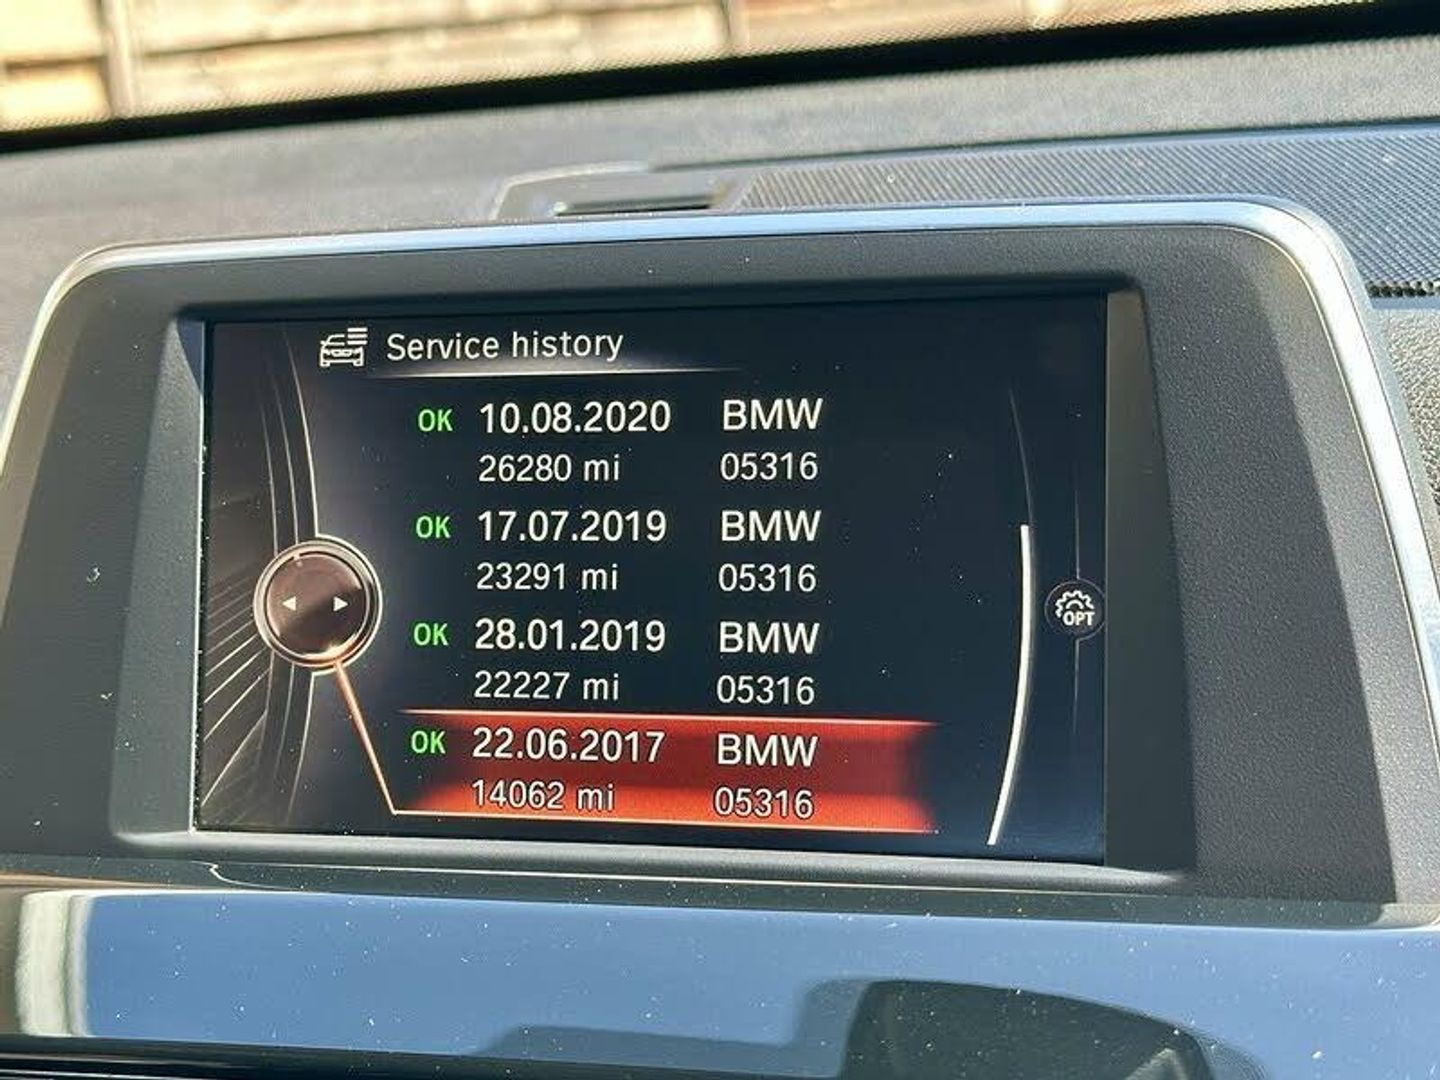 Service history
OK 10.08.2020 BMW
26280 mi 05316
OK 17.07.2019 BMW
23291 mi 05316
OPT
OK 28.01.2019 BMW
22227 mi 05316
OK 22.06.2017 BMW
14062 mi 05316